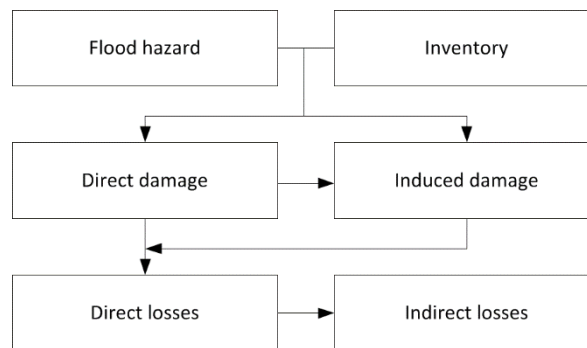 Flood hazard
Inventory
Direct damage
Induced damage
Direct losses
Indirect losses